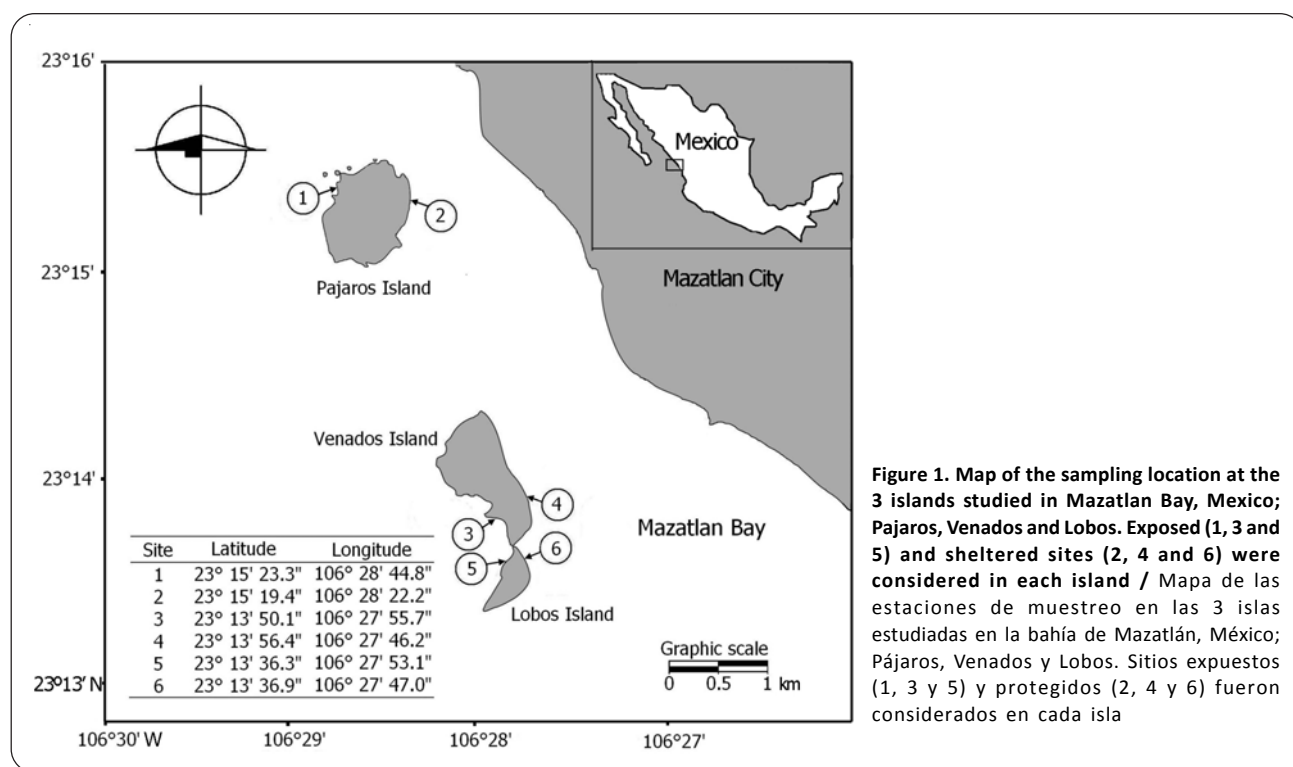 23°16'
Mexico
1
2
23°15'
Pajaros Island
Mazatlan City
Venados Island
23°14'
4
3
Mazatlan Bay
6
5
Lobos Island
Site Latitude Longitude
1 23° 15' 23.3" 106° 28' 44.8"
2 23° 15' 19.4" 106° 28' 22.2"
3 23° 13' 50.1" 106° 27' 55.7"
4 23° 13' 56.4" 106° 27' 46.2"
5 23° 13' 36.3" 106° 27' 53.1"
6 23° 13' 36.9" 106° 27' 47.0"
Graphic scale
0 0.5 1 km
23°13' N
106°30' W 106°29' 106°28' 106°27'
Figure 1. Map of the sampling location at the
3 islands studied in Mazatlan Bay, Mexico;
Pajaros, Venados and Lobos. Exposed (1, 3 and
5) and sheltered sites (2, 4 and 6) were
considered in each island / Mapa de las
estaciones de muestreo en las 3 islas
estudiadas en la bahía de Mazatlán, México;
Pájaros, Venados y Lobos. Sitios expuestos
(1, 3 y 5) y protegidos (2, 4 y 6) fueron
considerados en cada isla